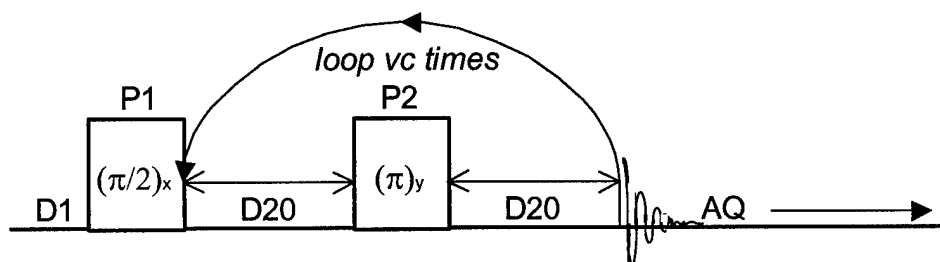 loop vc times
P1
P2
(π/2)x
(π)y
D1
D20
D20
AQ